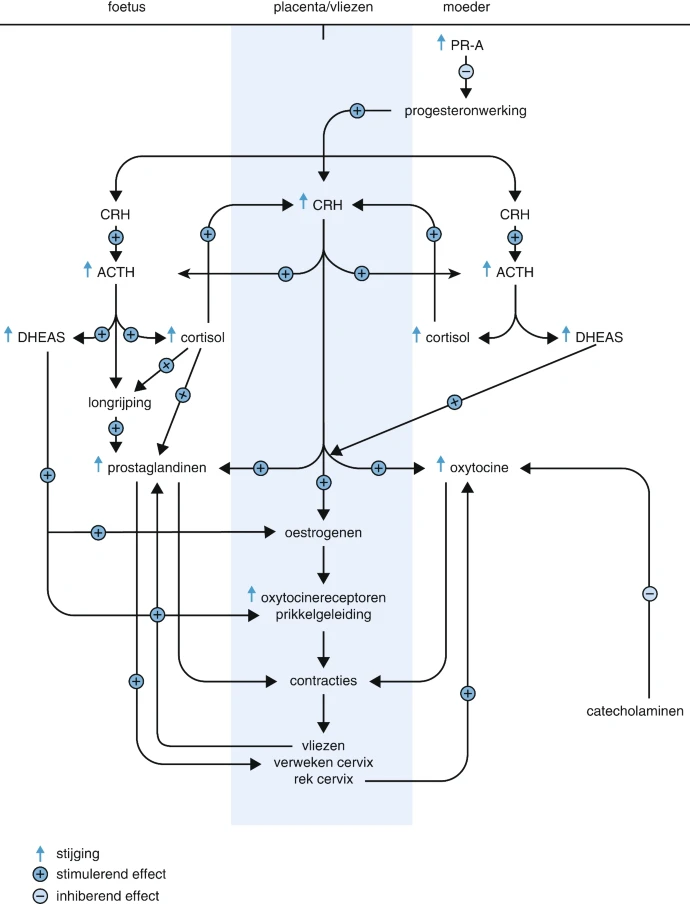 foetus
placenta/vliezen
moeder
↑ PR-A
−
progesteronwerking
+
CRH
↑ CRH
CRH
+
+
+
+
↑ ACTH
+
+
↑ ACTH
↑ DHEAS
+
+
↑ cortisol
↑ cortisol
↑ DHEAS
+
+
+
longrijping
+
↑ prostaglandinen
+
+
↑ oxytocine
+
+
+
oestrogenen
↑ oxytocinereceptoren
prikkelgeleiding
+
−
+
contracties
+
catecholaminen
vliezen
verweken cervix
rek cervix
↑ stijging
+ stimulerend effect
− inhiberend effect